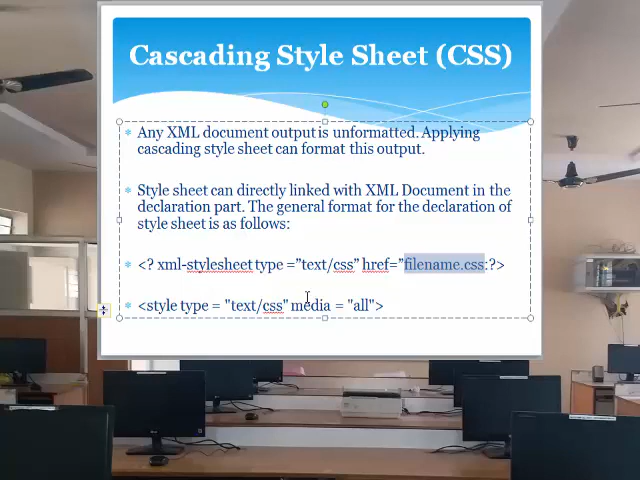 Cascading Style Sheet (CSS)
Any XML document output is unformatted. Applying
cascading style sheet can format this output.
Style sheet can directly linked with XML Document in the
declaration part. The general format for the declaration of
style sheet is as follows:
<? xml-stylesheet type =”text/css” href=”filename.css:?>
<style type = "text/css" media = "all">